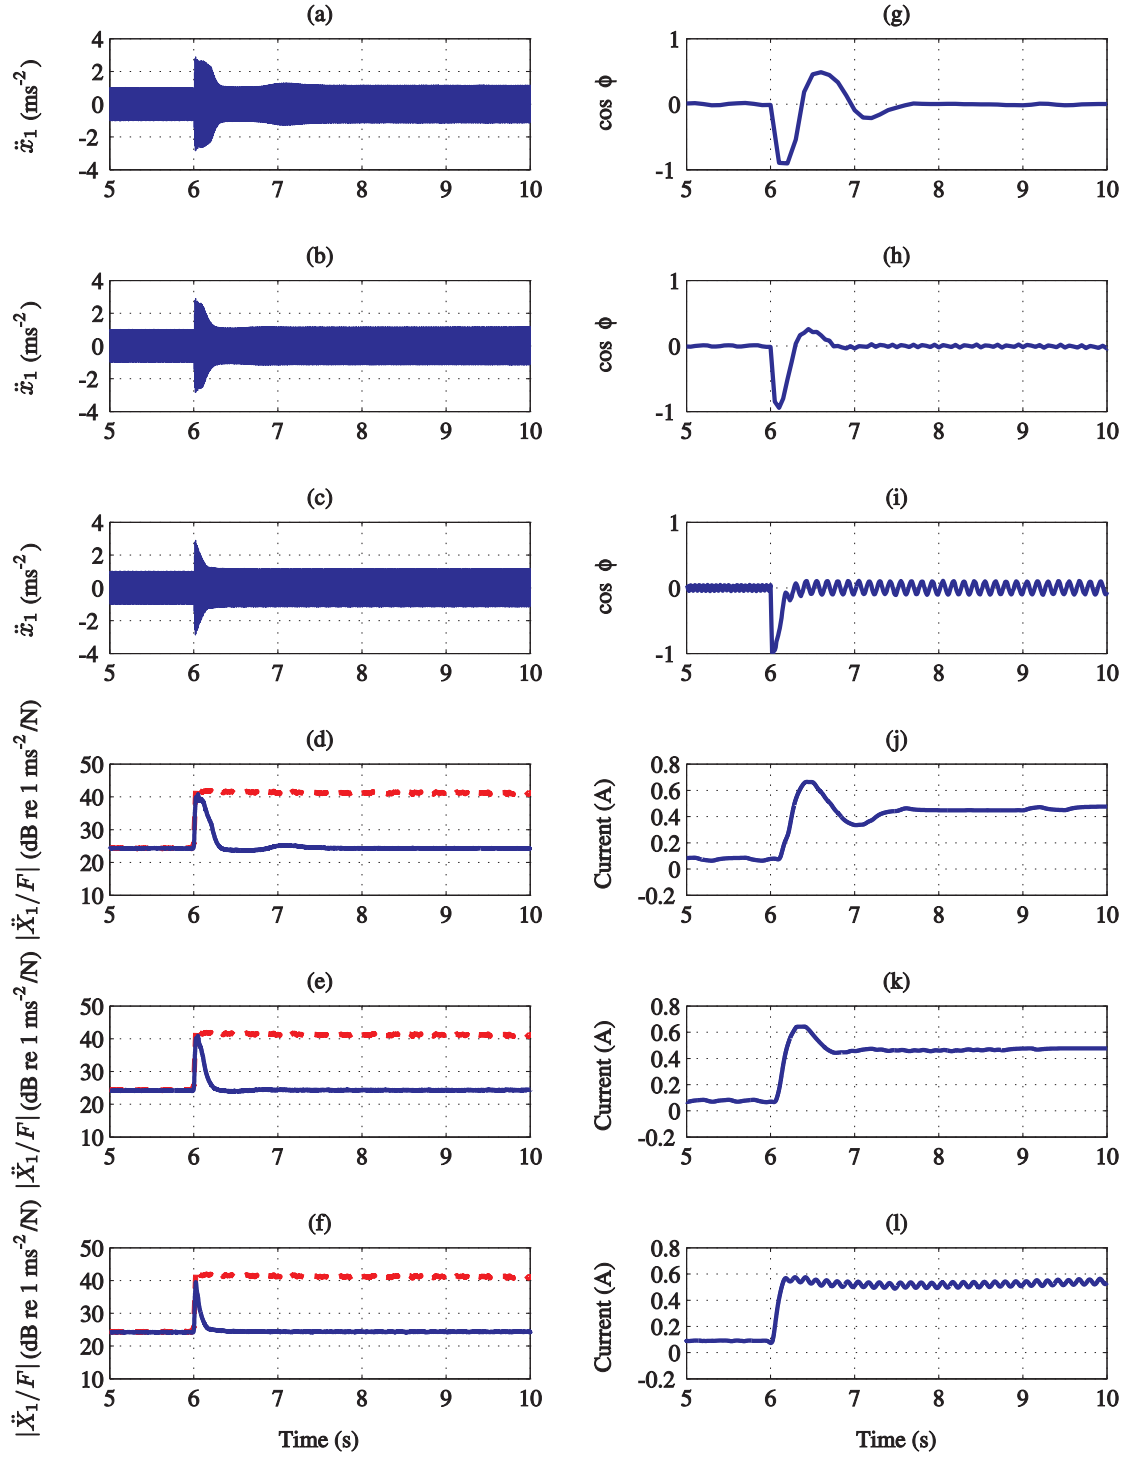 (a)
ẍ1 (ms-2)
4
2
0
-2
-4
5 6 7 8 9 10
(g)
cos ϕ
1
0
-1
5 6 7 8 9 10
(b)
ẍ1 (ms-2)
4
2
0
-2
-4
5 6 7 8 9 10
(h)
cos ϕ
1
0
-1
5 6 7 8 9 10
(c)
ẍ1 (ms-2)
4
2
0
-2
-4
5 6 7 8 9 10
(i)
cos ϕ
1
0
-1
5 6 7 8 9 10
(d)
|Ẍ1/F| (dB re 1 ms-2/N)
50
40
30
20
10
5 6 7 8 9 10
(j)
Current (A)
0.8
0.6
0.4
0.2
0
-0.2
5 6 7 8 9 10
(e)
|Ẍ1/F| (dB re 1 ms-2/N)
50
40
30
20
10
5 6 7 8 9 10
(k)
Current (A)
0.8
0.6
0.4
0.2
0
-0.2
5 6 7 8 9 10
(f)
|Ẍ1/F| (dB re 1 ms-2/N)
50
40
30
20
10
5 6 7 8 9 10
Time (s)
(l)
Current (A)
0.8
0.6
0.4
0.2
0
-0.2
5 6 7 8 9 10
Time (s)